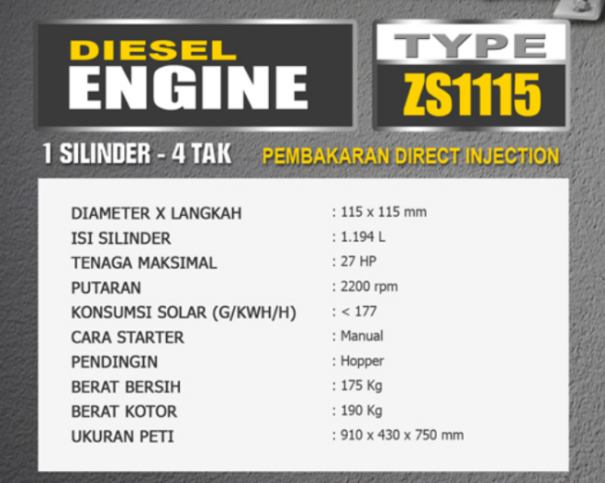 DIESEL
ENGINE
TYPE
ZS1115
1 SILINDER - 4 TAK PEMBAKARAN DIRECT INJECTION
DIAMETER X LANGKAH : 115 x 115 mm
ISI SILINDER : 1.194 L
TENAGA MAKSIMAL : 27 HP
PUTARAN : 2200 rpm
KONSUMSI SOLAR (G/KWH/H) : < 177
CARA STARTER : Manual
PENDINGIN : Hopper
BERAT BERSIH : 175 Kg
BERAT KOTOR : 190 Kg
UKURAN PETI : 910 x 430 x 750 mm